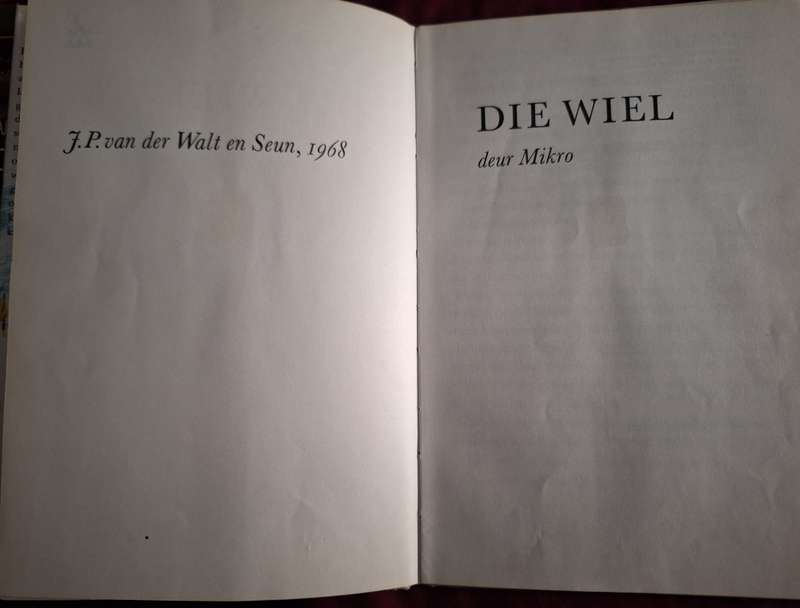 J.P. van der Walt en Seun, 1968
DIE WIEL
deur Mikro